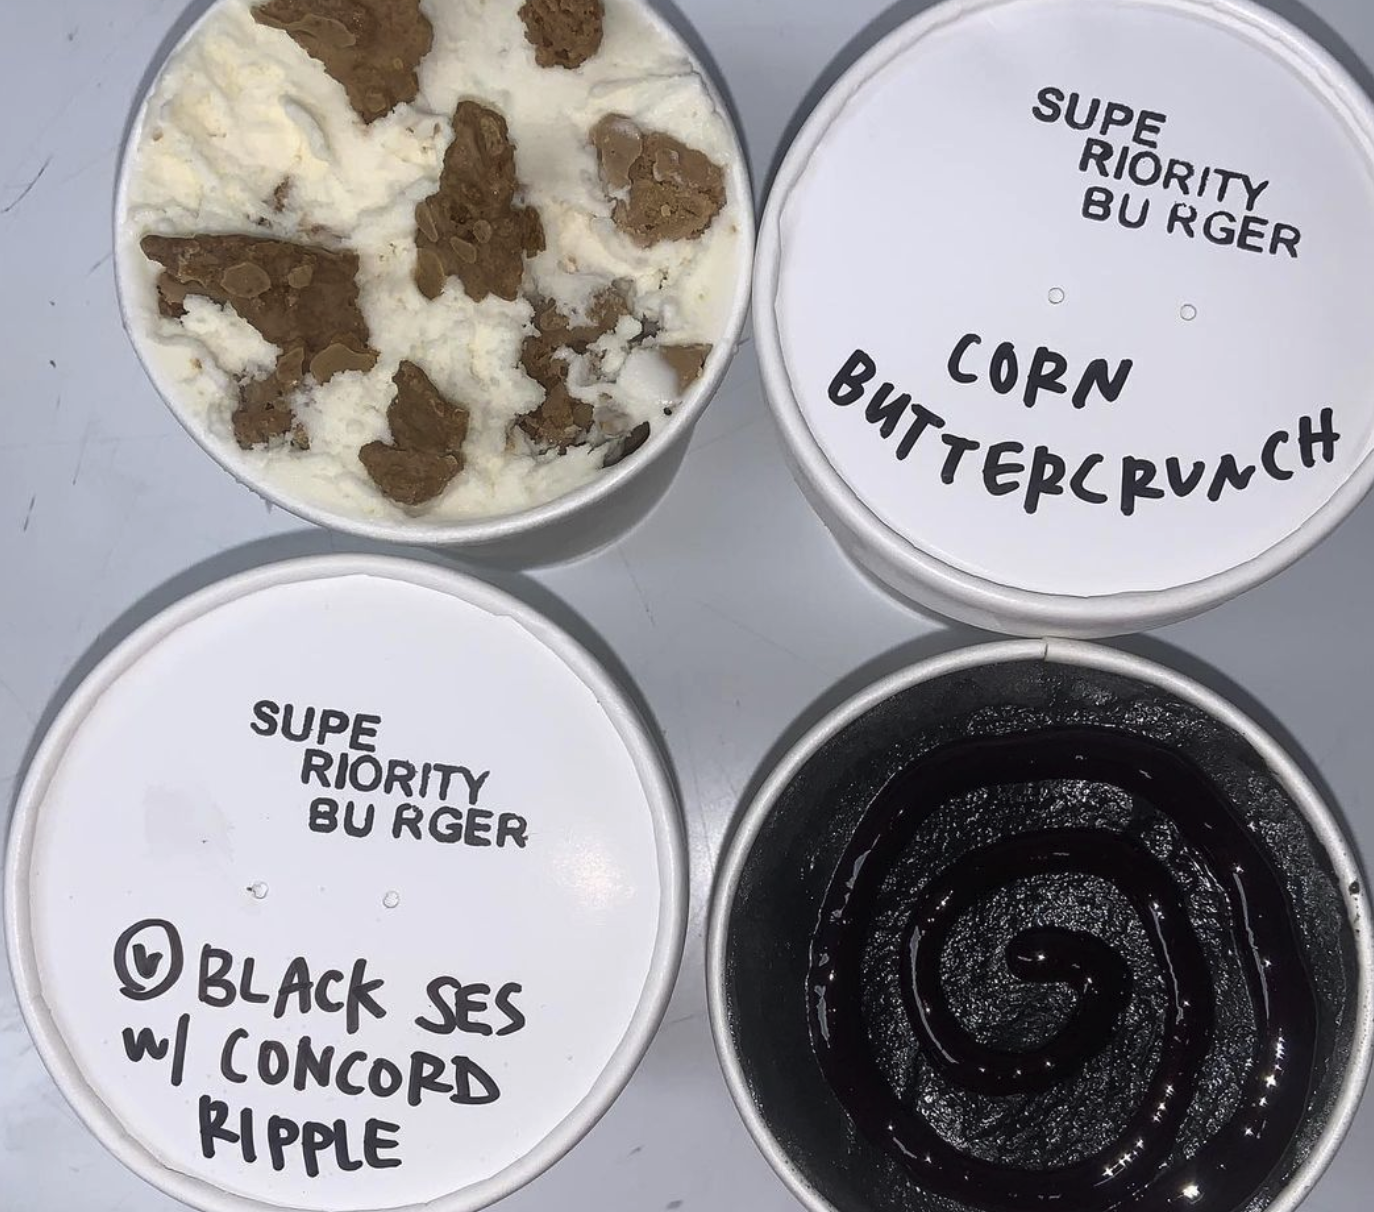 SUPE
RIORITY
BU RGER
CORN
BUTTERCRUNCH
SUPE
RIORITY
BU RGER
V BLACK SES
W/ CONCORD
RIPPLE